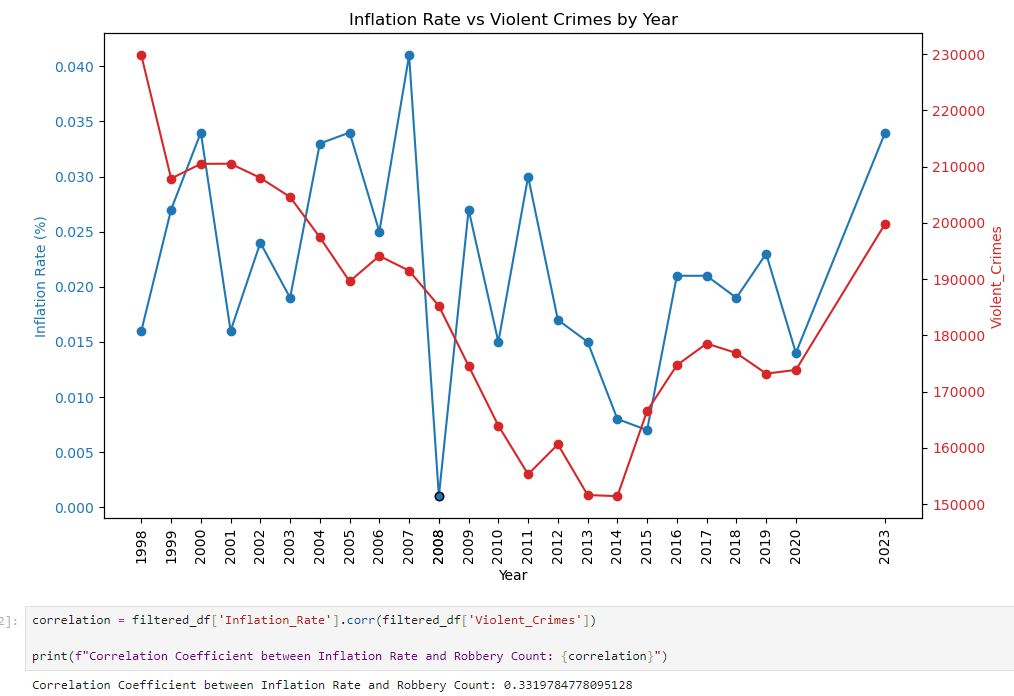 Inflation Rate vs Violent Crimes by Year
Inflation Rate (%)
0.040
0.035
0.030
0.025
0.020
0.015
0.010
0.005
0.000
230000
220000
210000
200000
190000
180000
170000
160000
150000
Violent_Crimes
1998 1999 2000 2001 2002 2003 2004 2005 2006 2007 2008 2009 2010 2011 2012 2013 2014 2015 2016 2017 2018 2019 2020 2023
Year
2]:
correlation = filtered_df['Inflation_Rate'].corr(filtered_df['Violent_Crimes'])
print(f"Correlation Coefficient between Inflation Rate and Robbery Count: {correlation}")
Correlation Coefficient between Inflation Rate and Robbery Count: 0.3319784778095128